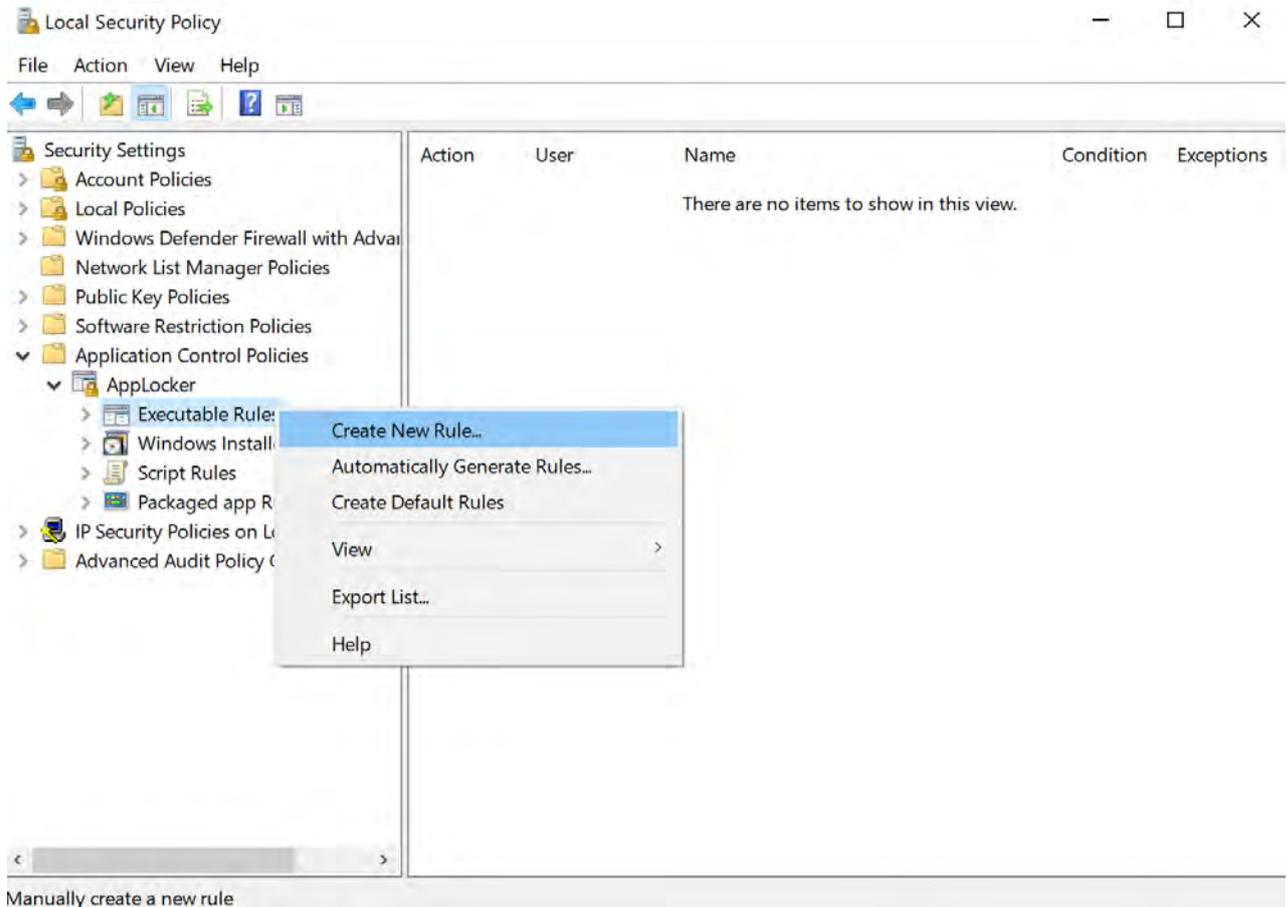 Local Security Policy
File Action View Help
Security Settings
Account Policies
Local Policies
Windows Defender Firewall with Advar
Network List Manager Policies
Public Key Policies
Software Restriction Policies
Application Control Policies
AppLocker
Executable Rules
Windows Install
Script Rules
Packaged app R
IP Security Policies on Lo
Advanced Audit Policy C
Action User Name Condition Exceptions
There are no items to show in this view.
Create New Rule...
Automatically Generate Rules...
Create Default Rules
View
Export List...
Help
Manually create a new rule